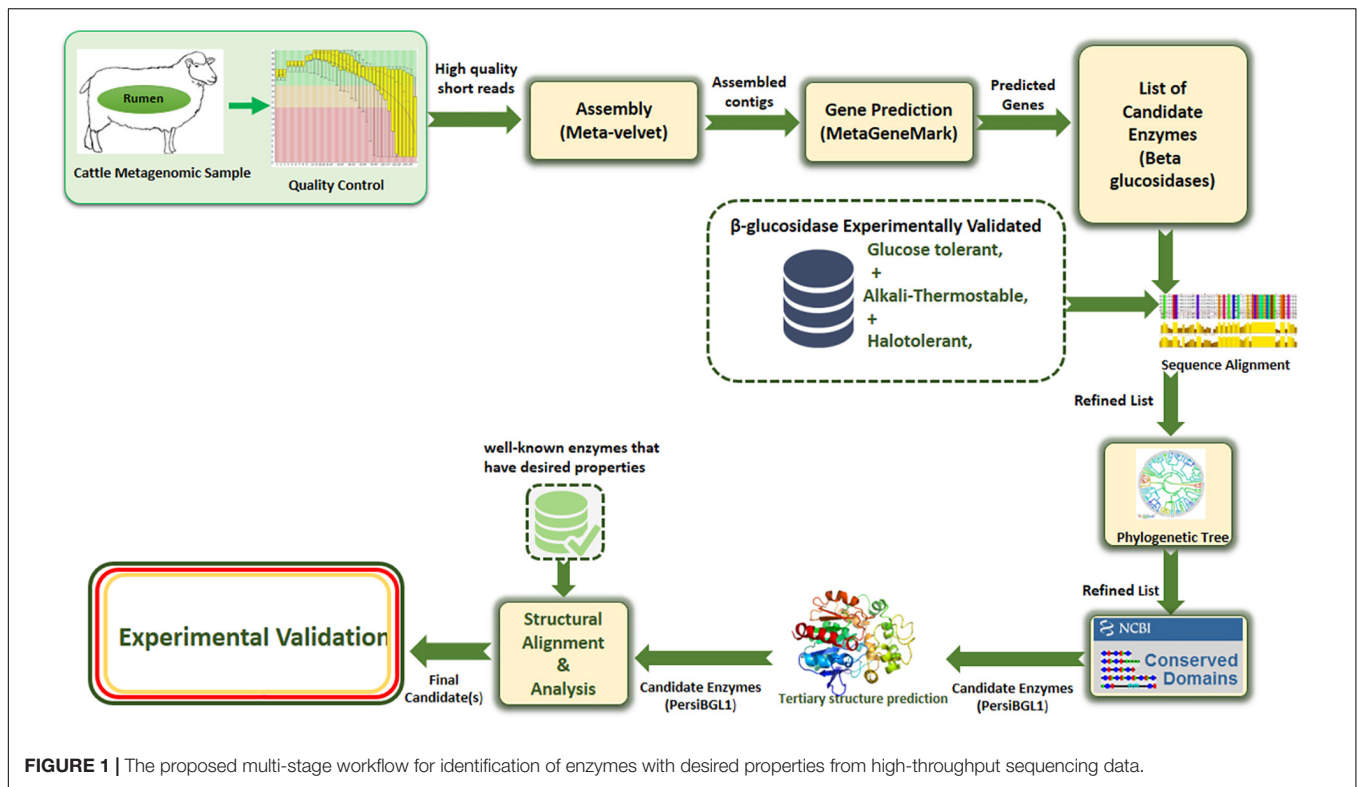 Rumen
Cattle Metagenomic Sample
Quality Control
High quality
short reads
Assembly
(Meta-velvet)
Assembled
contigs
Gene Prediction
(MetaGeneMark)
Predicted
Genes
List of
Candidate
Enzymes
(Beta
glucosidases)
β-glucosidase Experimentally Validated
Glucose tolerant,
+
Alkali-Thermostable,
+
Halotolerant,
Sequence Alignment
Refined List
Phylogenetic Tree
Refined List
NCBI
Conserved
Domains
Candidate Enzymes
(PersiBGL1)
Tertiary structure prediction
Candidate Enzymes
(PersiBGL1)
well-known enzymes that
have desired properties
Structural
Alignment
&
Analysis
Final
Candidate(s)
Experimental Validation
FIGURE 1 | The proposed multi-stage workflow for identification of enzymes with desired properties from high-throughput sequencing data.